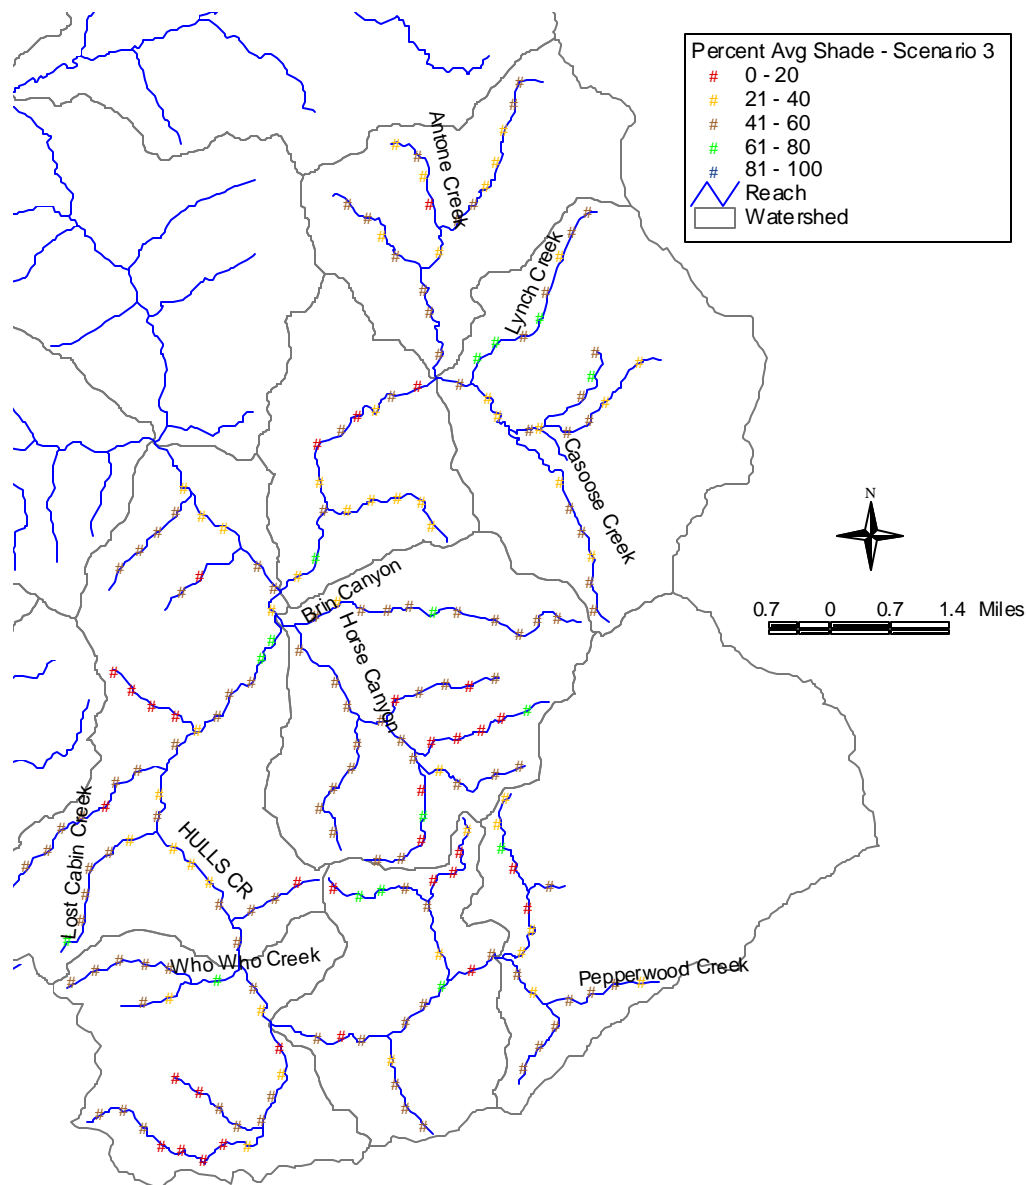 Percent Avg Shade - Scenario 3
# 0 - 20
# 21 - 40
# 41 - 60
# 61 - 80
# 81 - 100
Reach
Watershed
Antone Creek
Lynch Creek
Casoose Creek
N
Brin Canyon
0.7 0 0.7 1.4 Miles
Horse Canyon
Lost Cabin Creek
HULLS CR
Who Who Creek
Pepperwood Creek